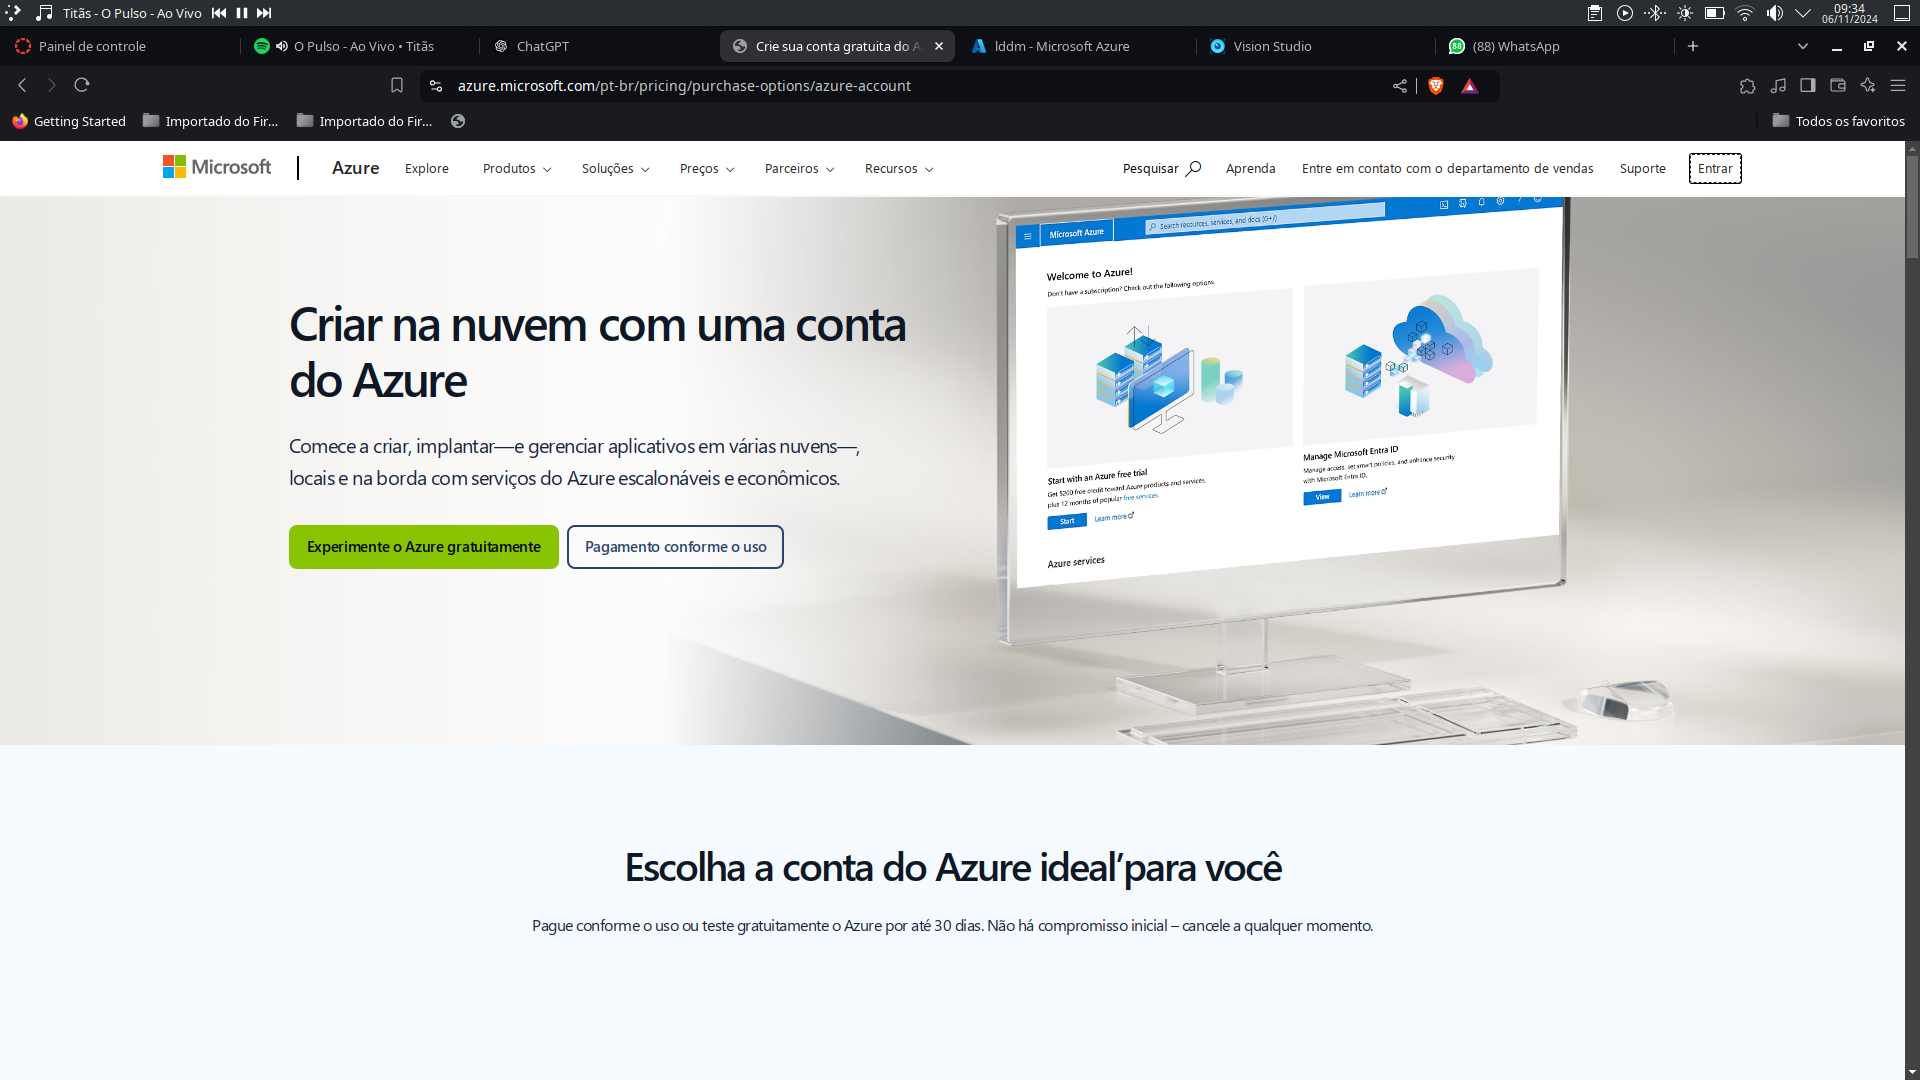 Titãs - O Pulso - Ao Vivo
09:34
06/11/2024
Painel de controle
O Pulso - Ao Vivo • Titãs
ChatGPT
Crie sua conta gratuita do A
lddm - Microsoft Azure
Vision Studio
(88) WhatsApp
azure.microsoft.com/pt-br/pricing/purchase-options/azure-account
Getting Started
Importado do Fir...
Importado do Fir...
Todos os favoritos
Microsoft
Azure
Explore
Produtos
Soluções
Preços
Parceiros
Recursos
Pesquisar
Aprenda
Entre em contato com o departamento de vendas
Suporte
Entrar
Microsoft Azure
Search resources, services, and docs (G+/)
Welcome to Azure!
Don't have a subscription? Check out the following options.
Start with an Azure free trial
Get $200 free credit toward Azure products and services,
plus 12 months of popular free services.
Start
Learn more
Manage Microsoft Entra ID
Manage access, set smart policies, and enhance security
with Microsoft Entra ID.
View
Learn more
Azure services
Criar na nuvem com uma conta
do Azure
Comece a criar, implantar—e gerenciar aplicativos em várias nuvens—,
locais e na borda com serviços do Azure escalonáveis e econômicos.
Experimente o Azure gratuitamente
Pagamento conforme o uso
Escolha a conta do Azure ideal’para você
Pague conforme o uso ou teste gratuitamente o Azure por até 30 dias. Não há compromisso inicial – cancele a qualquer momento.